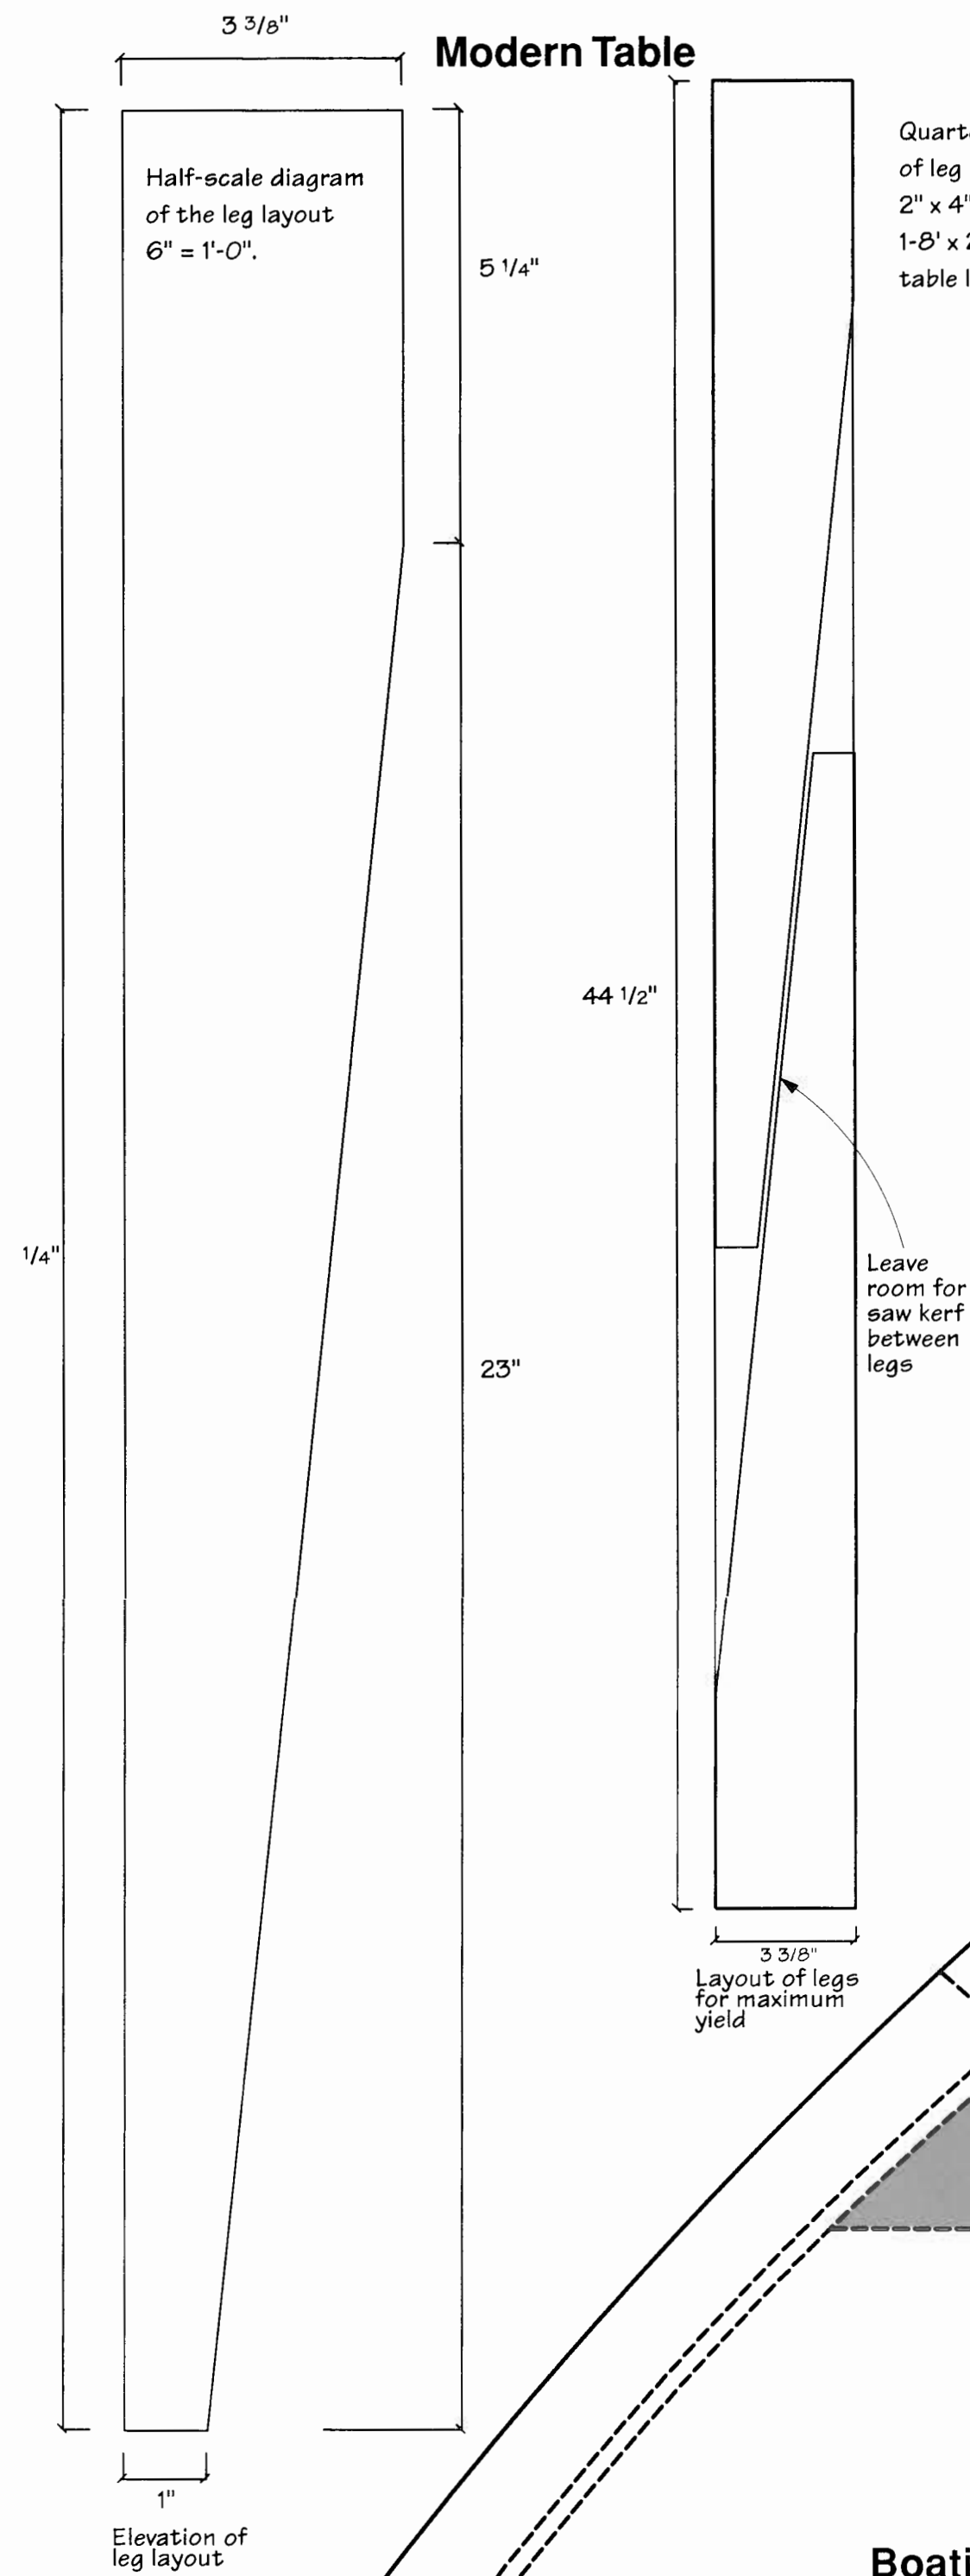 3 3/8"
Modern Table
Half-scale diagram
of the leg layout
6" = 1'-0".
5 1/4"
of leg
2" x 4"
1-8' x
table
44 1/2"
1/4"
23"
Leave
room for
saw kerf
between
legs
3 3/8"
Layout of legs
for maximum
yield
1"
Elevation of
leg layout